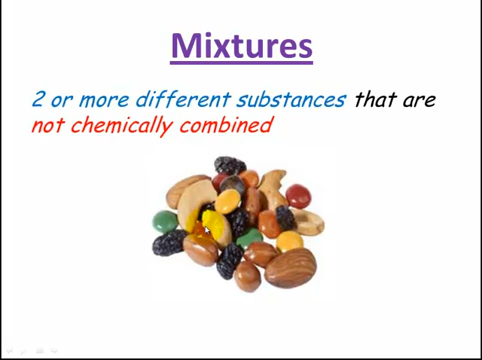 Mixtures
2 or more different substances that are
not chemically combined